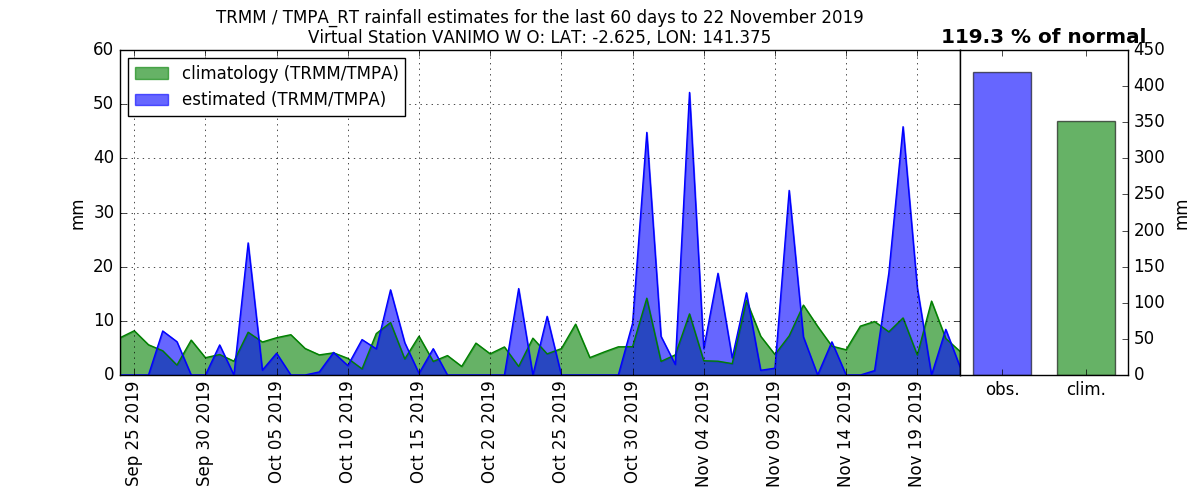 TRMM / TMPA_RT rainfall estimates for the last 60 days to 22 November 2019
Virtual Station VANIMO W O: LAT: -2.625, LON: 141.375
119.3 % of normal
climatology (TRMM/TMPA)
estimated (TRMM/TMPA)
60
50
40
30
20
10
0
mm
Sep 25 2019
Sep 30 2019
Oct 05 2019
Oct 10 2019
Oct 15 2019
Oct 20 2019
Oct 25 2019
Oct 30 2019
Nov 04 2019
Nov 09 2019
Nov 14 2019
Nov 19 2019
obs.
clim.
450
400
350
300
250
200
150
100
50
0
mm